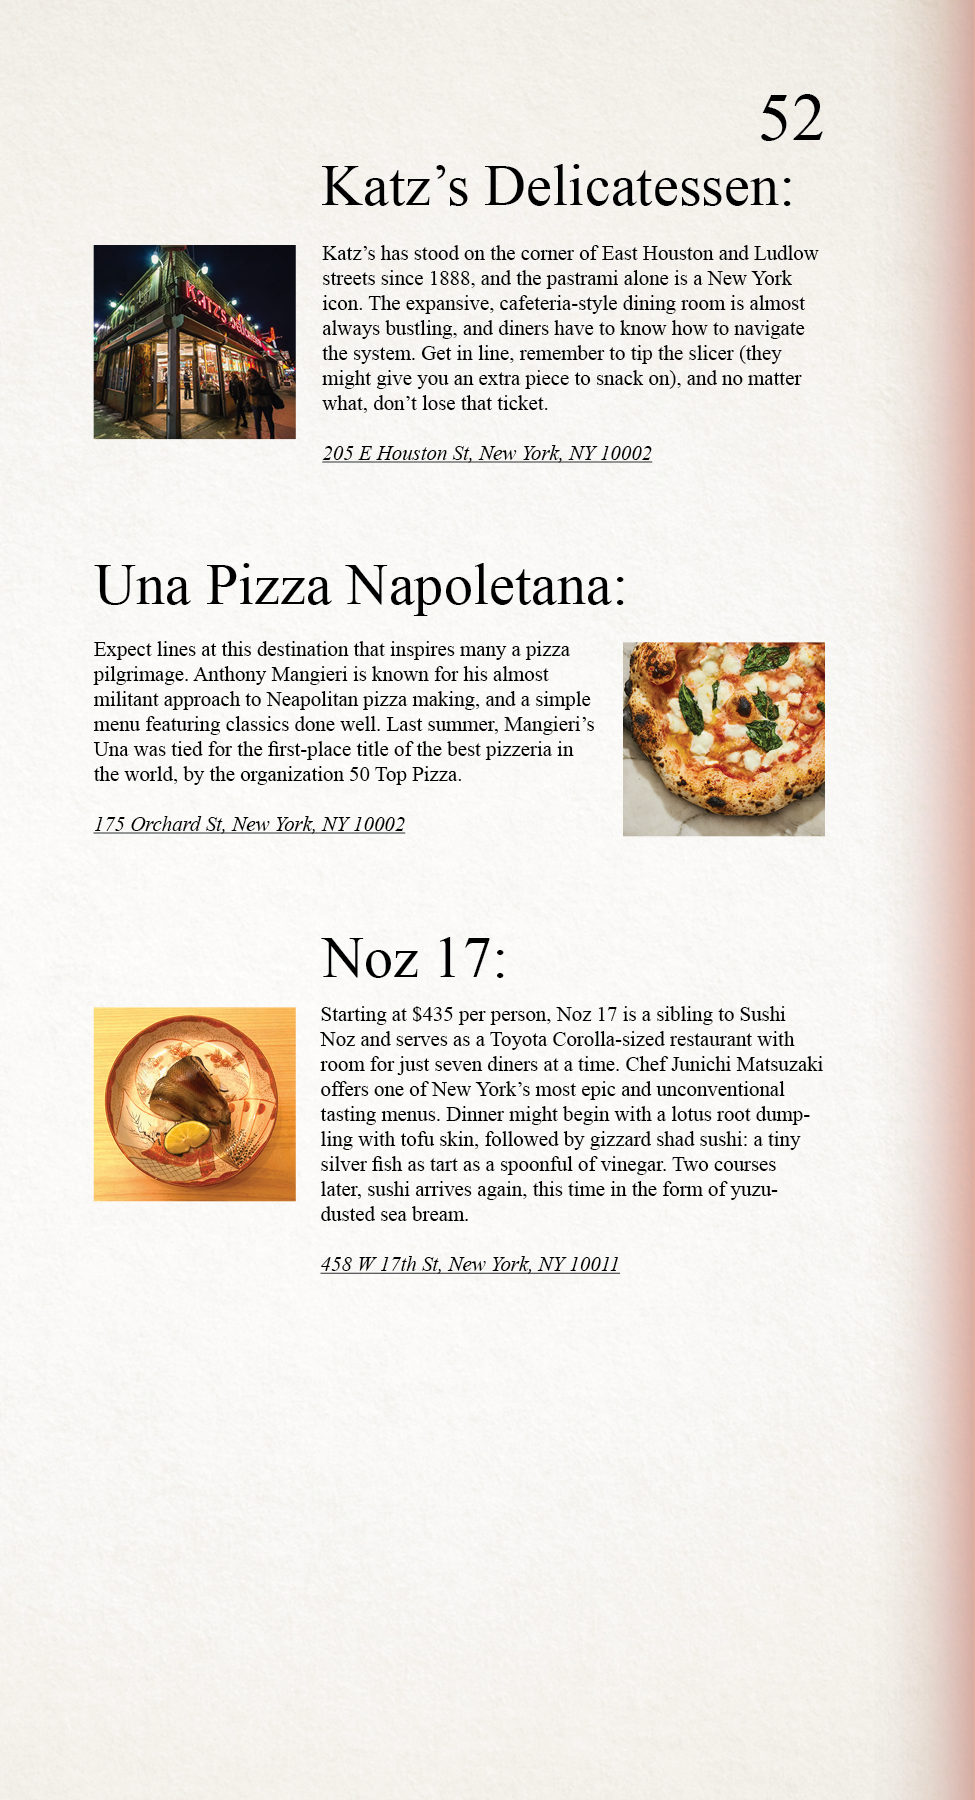 52
Katz’s Delicatessen:
Katz's Delicatessen
Katz’s has stood on the corner of East Houston and Ludlow
streets since 1888, and the pastrami alone is a New York
icon. The expansive, cafeteria-style dining room is almost
always bustling, and diners have to know how to navigate
the system. Get in line, remember to tip the slicer (they
might give you an extra piece to snack on), and no matter
what, don’t lose that ticket.
205 E Houston St, New York, NY 10002
Una Pizza Napoletana:
Expect lines at this destination that inspires many a pizza
pilgrimage. Anthony Mangieri is known for his almost
militant approach to Neapolitan pizza making, and a simple
menu featuring classics done well. Last summer, Mangieri’s
Una was tied for the first-place title of the best pizzeria in
the world, by the organization 50 Top Pizza.
175 Orchard St, New York, NY 10002
Noz 17:
Starting at $435 per person, Noz 17 is a sibling to Sushi
Noz and serves as a Toyota Corolla-sized restaurant with
room for just seven diners at a time. Chef Junichi Matsuzaki
offers one of New York’s most epic and unconventional
tasting menus. Dinner might begin with a lotus root dump-
ling with tofu skin, followed by gizzard shad sushi: a tiny
silver fish as tart as a spoonful of vinegar. Two courses
later, sushi arrives again, this time in the form of yuzu-
dusted sea bream.
458 W 17th St, New York, NY 10011